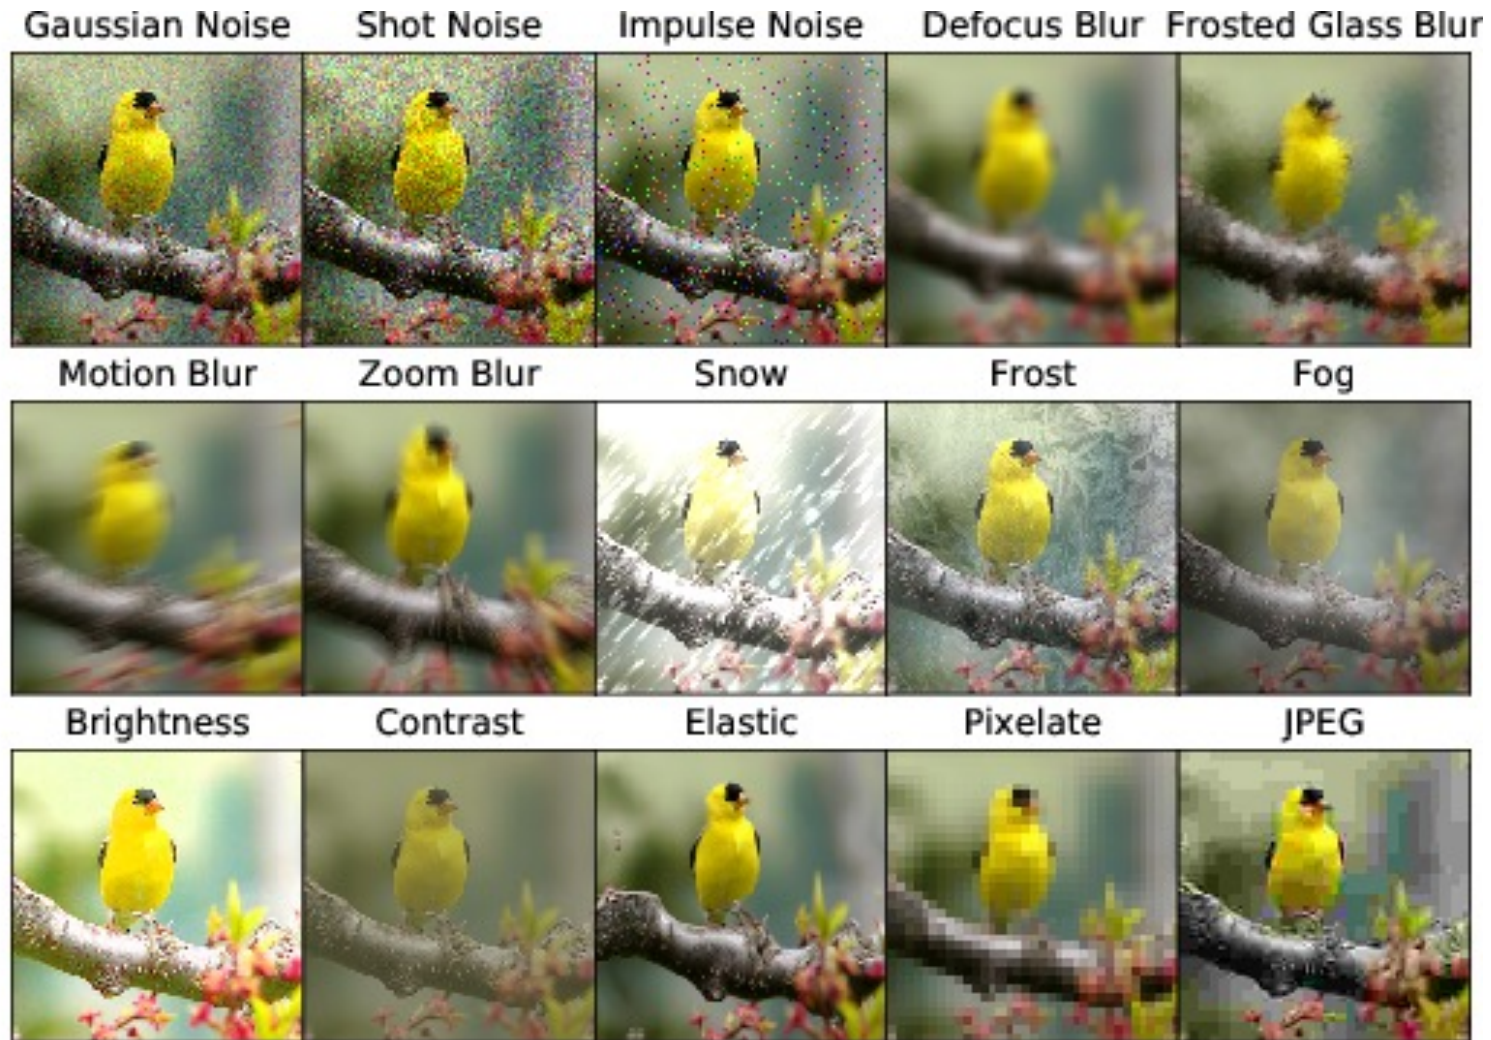 Gaussian Noise Shot Noise Impulse Noise Defocus Blur Frosted Glass Blur
Motion Blur Zoom Blur Snow Frost Fog
Brightness Contrast Elastic Pixelate JPEG